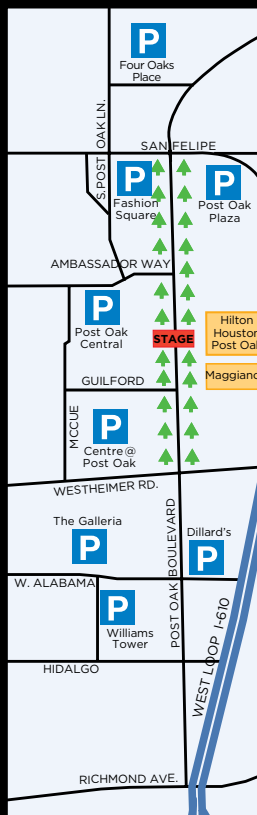 P
Four Oaks
Place
S. POST OAK LN.
SAN FELIPE
P
Fashion
Square
P
Post Oak
Plaza
AMBASSADOR WAY
P
Post Oak
Central
Hilton
Houston
Post Oak
STAGE
Maggiano
GUILFORD
MCCUE
P
Centre@
Post Oak
WESTHEIMER RD.
The Galleria
P
POST OAK BOULEVARD
Dillard's
P
W. ALABAMA
P
Williams
Tower
WEST LOOP I-610
HIDALGO
RICHMOND AVE.